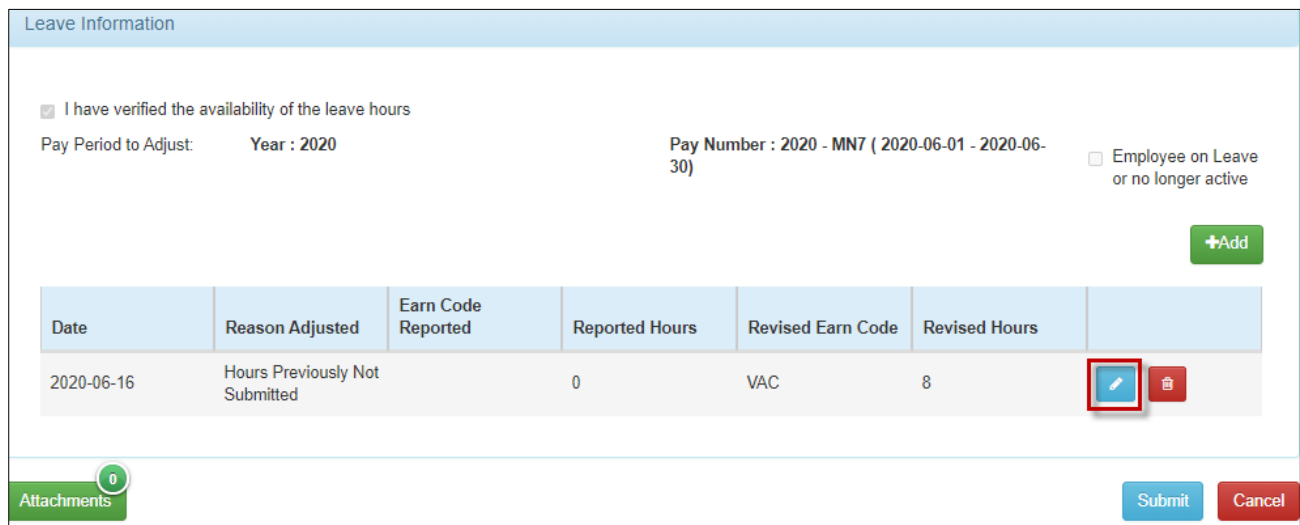 Leave Information
I have verified the availability of the leave hours
Pay Period to Adjust: Year : 2020 Pay Number : 2020 - MN7 ( 2020-06-01 - 2020-06-
30)
Employee on Leave
or no longer active
+Add
Date Reason Adjusted Earn Code
Reported Reported Hours Revised Earn Code Revised Hours
2020-06-16 Hours Previously Not
Submitted 0 VAC 8
0
Attachments Submit Cancel